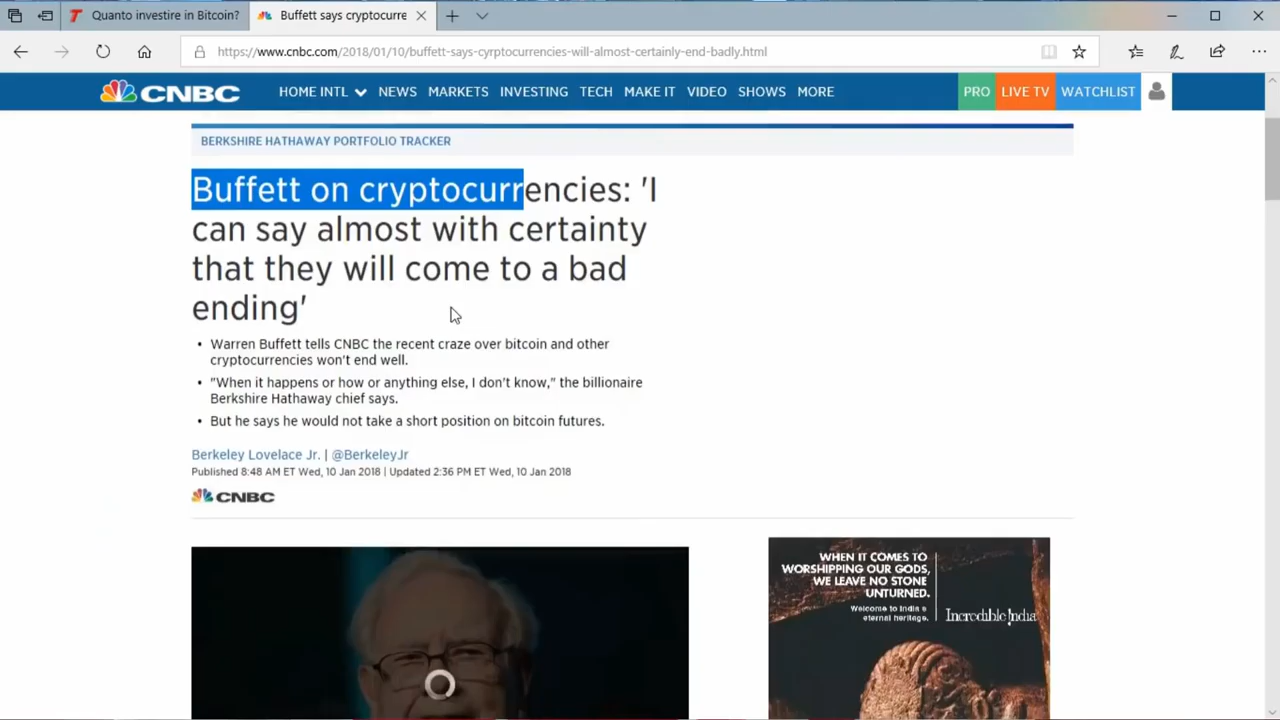 Quanto investire in Bitcoin?
Buffett says cryptocurre
https://www.cnbc.com/2018/01/10/buffett-says-cyrptocurrencies-will-almost-certainly-end-badly.html
CNBC
HOME INTL NEWS MARKETS INVESTING TECH MAKE IT VIDEO SHOWS MORE
PRO LIVE TV WATCHLIST
BERKSHIRE HATHAWAY PORTFOLIO TRACKER
Buffett on cryptocurrencies: 'I
can say almost with certainty
that they will come to a bad
ending'
• Warren Buffett tells CNBC the recent craze over bitcoin and other
cryptocurrencies won't end well.
• "When it happens or how or anything else, I don't know," the billionaire
Berkshire Hathaway chief says.
• But he says he would not take a short position on bitcoin futures.
Berkeley Lovelace Jr. | @BerkeleyJr
Published 8:48 AM ET Wed, 10 Jan 2018 | Updated 2:36 PM ET Wed, 10 Jan 2018
CNBC
WHEN IT COMES TO
WORSHIPPING OUR GODS,
WE LEAVE NO STONE
UNTURNED.
Welcome to India's
eternal heritage.
Incredible !ndia